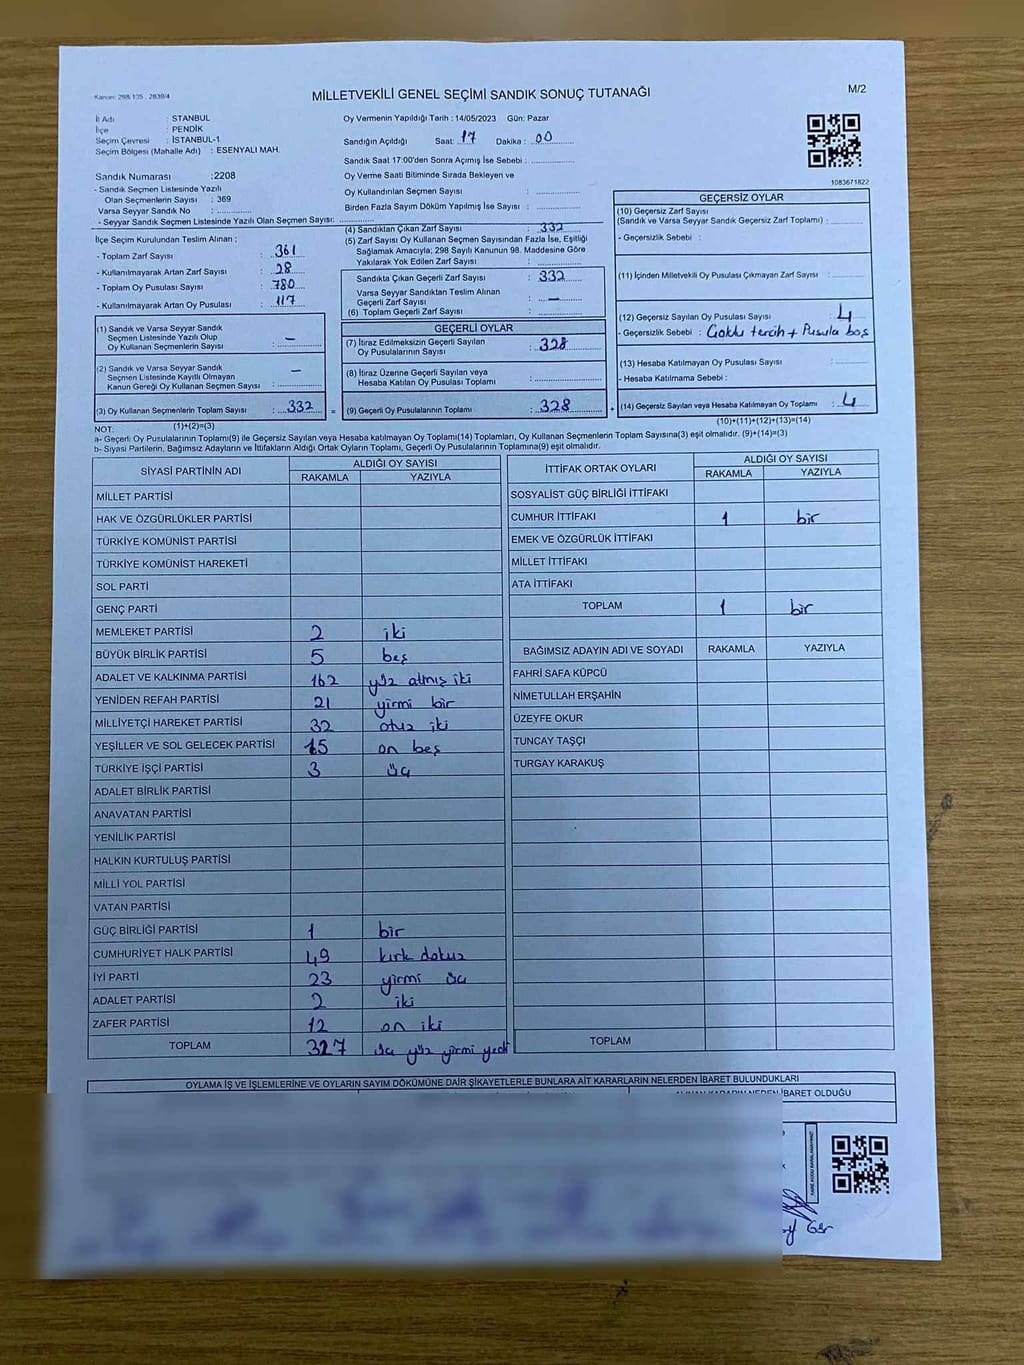 Kanun: 298/135 , 2839/4
MİLLETVEKİLİ GENEL SEÇİMİ SANDIK SONUÇ TUTANAĞI
M/2
İl Adı : STANBUL
İlçe : PENDİK
Seçim Çevresi : İSTANBUL-1
Seçim Bölgesi (Mahalle Adı) : ESENYALI MAH.
Sandık Numarası :2208
- Sandık Seçmen Listesinde Yazılı
Olan Seçmenlerin Sayısı : 369
Varsa Seyyar Sandık No :
- Seyyar Sandık Seçmen Listesinde Yazılı Olan Seçmen Sayısı:
Oy Vermenin Yapıldığı Tarih : 14/05/2023 Gün: Pazar
Sandığın Açıldığı Saat: 17 Dakika : 00
Sandık Saat 17:00'den Sonra Açımış İse Sebebi :
Oy Verme Saati Bitiminde Sırada Bekleyen ve
Oy Kullandırılan Seçmen Sayısı :
Birden Fazla Sayım Döküm Yapılmış İse Sayısı :
1083671822
İlçe Seçim Kurulundan Teslim Alınan :
- Toplam Zarf Sayısı : 361
- Kullanılmayarak Artan Zarf Sayısı : 28
- Toplam Oy Pusulası Sayısı : 780
- Kullanılmayarak Artan Oy Pusulası : 117
(1) Sandık ve Varsa Seyyar Sandık
Seçmen Listesinde Yazılı Olup
Oy Kullanan Seçmenlerin Sayısı : –
(2) Sandık ve Varsa Seyyar Sandık
Seçmen Listesinde Kayıtlı Olmayan
Kanun Gereği Oy Kullanan Seçmen Sayısı : –
(3) Oy Kullanan Seçmenlerin Toplam Sayısı : 332 =
(4) Sandıktan Çıkan Zarf Sayısı : 332
(5) Zarf Sayısı Oy Kullanan Seçmen Sayısından Fazla İse, Eşitliği
Sağlamak Amacıyla; 298 Sayılı Kanunun 98. Maddesine Göre
Yakılarak Yok Edilen Zarf Sayısı :
Sandıkta Çıkan Geçerli Zarf Sayısı : 332
Varsa Seyyar Sandıktan Teslim Alınan
Geçerli Zarf Sayısı : –
(6) Toplam Geçerli Zarf Sayısı :
GEÇERLİ OYLAR
(7) İtiraz Edilmeksizin Geçerli Sayılan
Oy Pusulalarının Sayısı : 328
(8) İtiraz Üzerine Geçerli Sayılan veya
Hesaba Katılan Oy Pusulası Toplamı :
(9) Geçerli Oy Pusulalarının Toplamı : 328 +
GEÇERSİZ OYLAR
(10) Geçersiz Zarf Sayısı
(Sandık ve Varsa Seyyar Sandık Geçersiz Zarf Toplamı) :
- Geçersizlik Sebebi :
(11) İçinden Milletvekili Oy Pusulası Çıkmayan Zarf Sayısı :
(12) Geçersiz Sayılan Oy Pusulası Sayısı : 4
- Geçersizlik Sebebi : Çoklu tercih + Pusula boş
(13) Hesaba Katılmayan Oy Pusulası Sayısı :
- Hesaba Katılmama Sebebi :
(14) Geçersiz Sayılan veya Hesaba Katılmayan Oy Toplamı : 4
NOT: (1)+(2)=(3)
(10)+(11)+(12)+(13)=(14)
a- Geçerli Oy Pusulalarının Toplamı(9) ile Geçersiz Sayılan veya Hesaba katılmayan Oy Toplamı(14) Toplamları, Oy Kullanan Seçmenlerin Toplam Sayısına(3) eşit olmalıdır. (9)+(14)=(3)
b- Siyasi Partilerin, Bağımsız Adayların ve İttifakların Aldığı Ortak Oyların Toplamı, Geçerli Oy Pusulalarının Toplamına(9) eşit olmalıdır.
SİYASİ PARTİNİN ADI ALDIĞI OY SAYISI
RAKAMLA YAZIYLA
MİLLET PARTİSİ
HAK VE ÖZGÜRLÜKLER PARTİSİ
TÜRKİYE KOMÜNİST PARTİSİ
TÜRKİYE KOMÜNİST HAREKETİ
SOL PARTİ
GENÇ PARTİ
MEMLEKET PARTİSİ 2 iki
BÜYÜK BİRLİK PARTİSİ 5 beş
ADALET VE KALKINMA PARTİSİ 162 yüz atmış iki
YENİDEN REFAH PARTİSİ 21 yirmi bir
MİLLİYETÇİ HAREKET PARTİSİ 32 otuz iki
YEŞİLLER VE SOL GELECEK PARTİSİ 15 on beş
TÜRKİYE İŞÇİ PARTİSİ 3 üç
ADALET BİRLİK PARTİSİ
ANAVATAN PARTİSİ
YENİLİK PARTİSİ
HALKIN KURTULUŞ PARTİSİ
MİLLİ YOL PARTİSİ
VATAN PARTİSİ
GÜÇ BİRLİĞİ PARTİSİ 1 bir
CUMHURİYET HALK PARTİSİ 49 kırk dokuz
İYİ PARTİ 23 yirmi üç
ADALET PARTİSİ 2 iki
ZAFER PARTİSİ 12 on iki
TOPLAM 327 üç yüz yirmi yedi
İTTİFAK ORTAK OYLARI ALDIĞI OY SAYISI
RAKAMLA YAZIYLA
SOSYALİST GÜÇ BİRLİĞİ İTTİFAKI
CUMHUR İTTİFAKI 1 bir
EMEK VE ÖZGÜRLÜK İTTİFAKI
MİLLET İTTİFAKI
ATA İTTİFAKI
TOPLAM 1 bir
BAĞIMSIZ ADAYIN ADI VE SOYADI RAKAMLA YAZIYLA
FAHRİ SAFA KÜPCÜ
NİMETULLAH ERŞAHİN
ÜZEYFE OKUR
TUNCAY TAŞÇI
TURGAY KARAKUŞ
TOPLAM
OYLAMA İŞ VE İŞLEMLERİNE VE OYLARIN SAYIM DÖKÜMÜNE DAİR ŞİKAYETLERLE BUNLARA AİT KARARLARIN NELERDEN İBARET BULUNDUKLARI
İBARET OLDUĞU